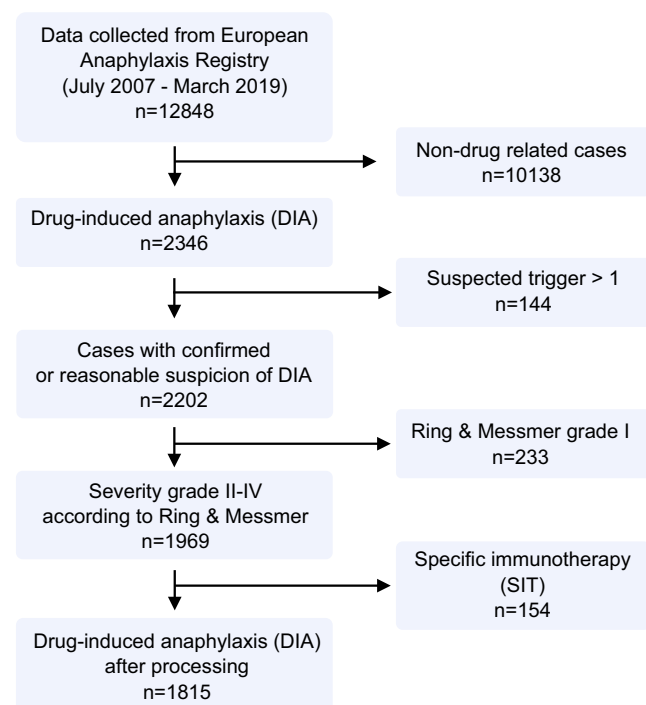 Data collected from European
Anaphylaxis Registry
(July 2007 - March 2019)
n=12848
Non-drug related cases
n=10138
Drug-induced anaphylaxis (DIA)
n=2346
Suspected trigger > 1
n=144
Cases with confirmed
or reasonable suspicion of DIA
n=2202
Ring & Messmer grade I
n=233
Severity grade II-IV
according to Ring & Messmer
n=1969
Specific immunotherapy
(SIT)
n=154
Drug-induced anaphylaxis (DIA)
after processing
n=1815